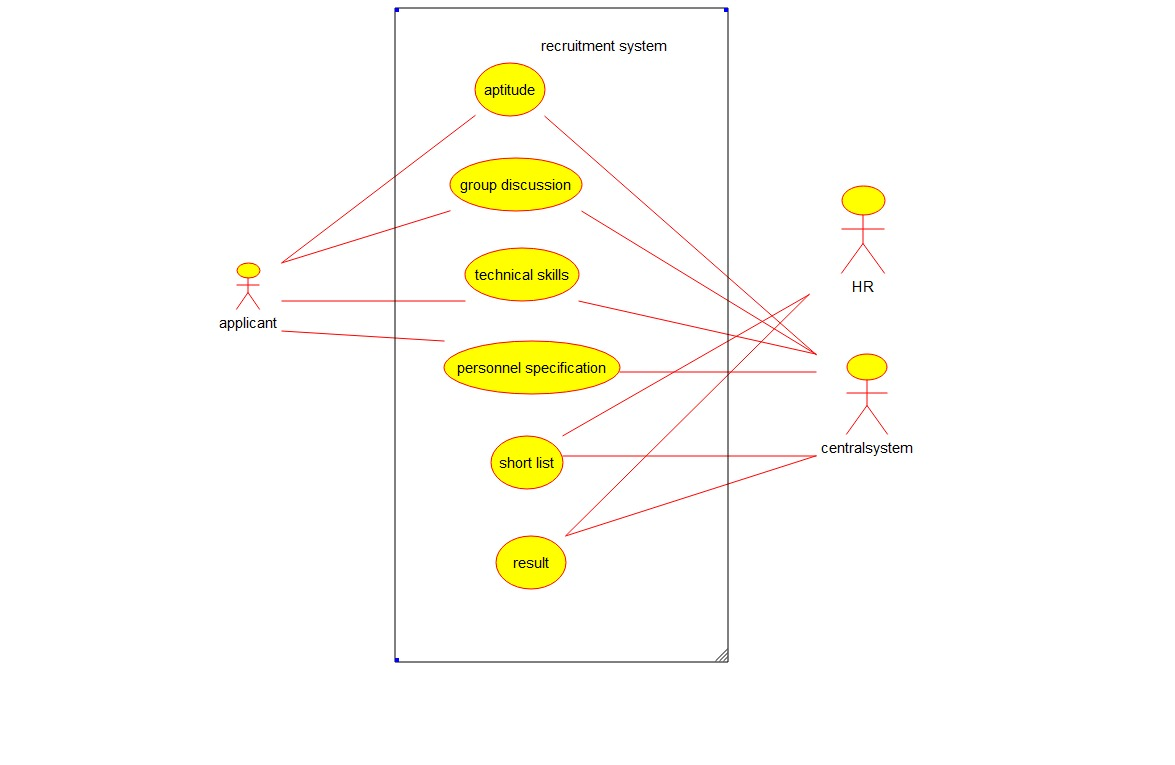 recruitment system
aptitude
group discussion
technical skills
personnel specification
short list
result
applicant
HR
centralsystem